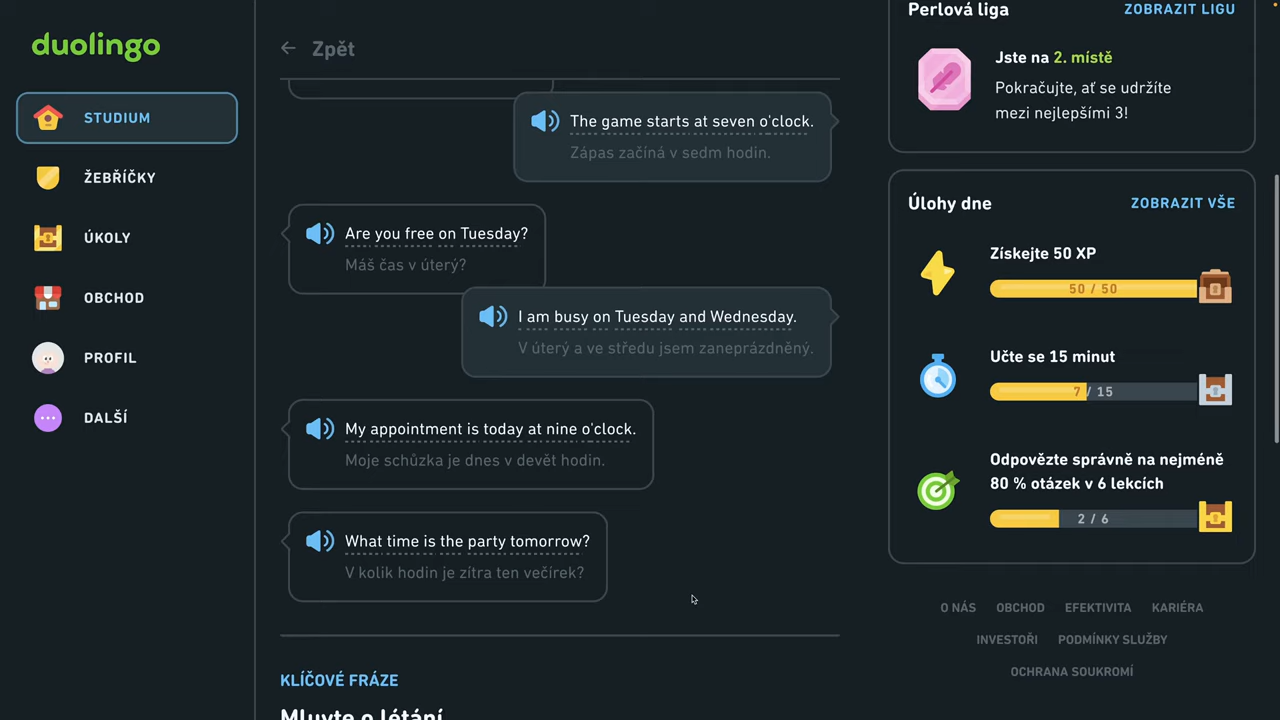 duolingo
STUDIUM
ŽEBŘÍČKY
ÚKOLY
OBCHOD
PROFIL
DALŠÍ
Zpět
The game starts at seven o'clock.
Zápas začíná v sedm hodin.
Are you free on Tuesday?
Máš čas v úterý?
I am busy on Tuesday and Wednesday.
V úterý a ve středu jsem zaneprázdněný.
My appointment is today at nine o'clock.
Moje schůzka je dnes v devět hodin.
What time is the party tomorrow?
V kolik hodin je zítra ten večírek?
KLÍČOVÉ FRÁZE
Mluvte o létání
Perlová liga
ZOBRAZIT LIGU
Jste na 2. místě
Pokračujte, ať se udržíte
mezi nejlepšími 3!
Úlohy dne
ZOBRAZIT VŠE
Získejte 50 XP
50 / 50
Učte se 15 minut
7 / 15
Odpovězte správně na nejméně
80 % otázek v 6 lekcích
2 / 6
O NÁS OBCHOD EFEKTIVITA KARIÉRA
INVESTOŘI PODMÍNKY SLUŽBY
OCHRANA SOUKROMÍ